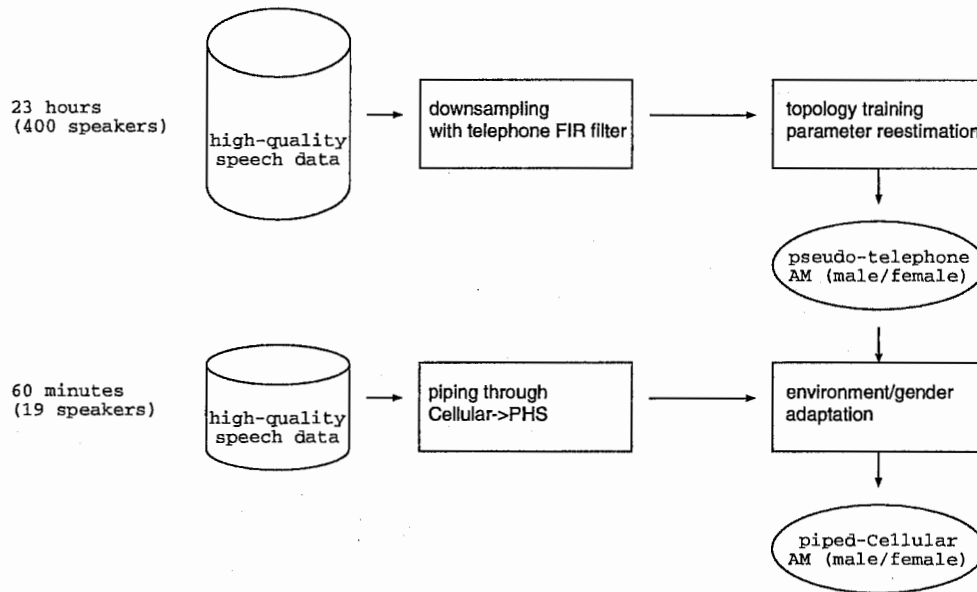 23 hours
(400 speakers)
high-quality
speech data
downsampling
with telephone FIR filter
topology training
parameter reestimation
pseudo-telephone
AM (male/female)
60 minutes
(19 speakers)
high-quality
speech data
piping through
Cellular->PHS
environment/gender
adaptation
piped-Cellular
AM (male/female)